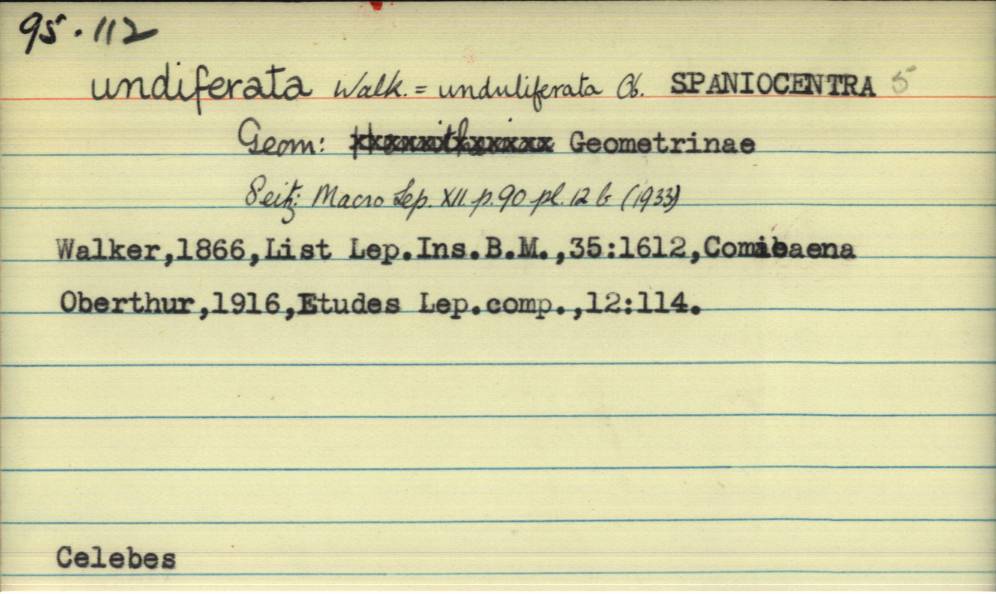 95.112
undiferata Walk. = unduliferata Ob. SPANIOCENTRA 5
Geom: Geometrinae
Seitz: Macro Lep. XII. p. 90 pl. 12 b (1933)
Walker,1866,List Lep.Ins.B.M.,35:1612,Comibaena
Oberthur,1916,Etudes Lep.comp.,12:114.
Celebes